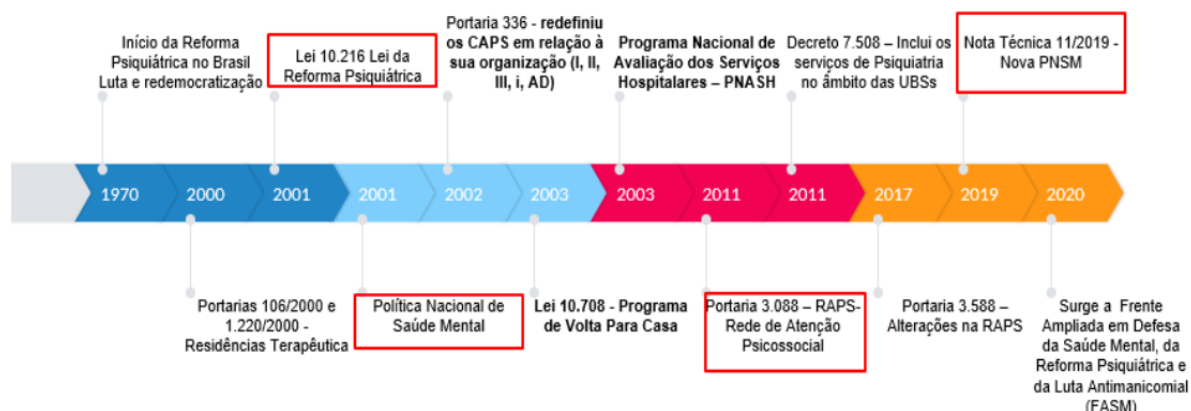 Início da Reforma
Psiquiátrica no Brasil
Luta e redemocratização
Lei 10.216 Lei da
Reforma Psiquiátrica
Portaria 336 - redefiniu
os CAPS em relação à
sua organização (I, II,
III, i, AD)
Programa Nacional de
Avaliação dos Serviços
Hospitalares – PNASH
Decreto 7.508 – Inclui os
serviços de Psiquiatria
no âmbito das UBSs
Nota Técnica 11/2019 -
Nova PNSM
1970 2000 2001 2001 2002 2003 2003 2011 2011 2017 2019 2020
Portarias 106/2000 e
1.220/2000 -
Residências Terapêutica
Política Nacional de
Saúde Mental
Lei 10.708 - Programa
de Volta Para Casa
Portaria 3.088 – RAPS-
Rede de Atenção
Psicossocial
Portaria 3.588 –
Alterações na RAPS
Surge a Frente
Ampliada em Defesa
da Saúde Mental, da
Reforma Psiquiátrica e
da Luta Antimanicomial
(FASM)